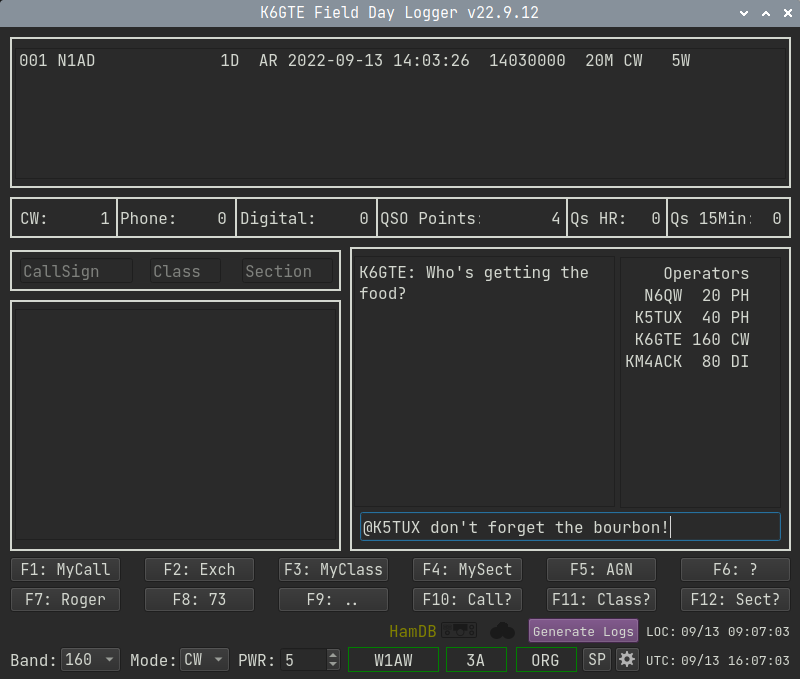 K6GTE Field Day Logger v22.9.12
001 N1AD 1D AR 2022-09-13 14:03:26 14030000 20M CW 5W
CW: 1 Phone: 0 Digital: 0 QSO Points: 4 Qs HR: 0 Qs 15Min: 0
CallSign Class Section
K6GTE: Who's getting the
food?
Operators
N6QW 20 PH
K5TUX 40 PH
K6GTE 160 CW
KM4ACK 80 DI
@K5TUX don't forget the bourbon!
F1: MyCall F2: Exch F3: MyClass F4: MySect F5: AGN F6: ?
F7: Roger F8: 73 F9: .. F10: Call? F11: Class? F12: Sect?
HamDB Generate Logs LOC: 09/13 09:07:03
Band: 160 Mode: CW PWR: 5 W1AW 3A ORG SP UTC: 09/13 16:07:03